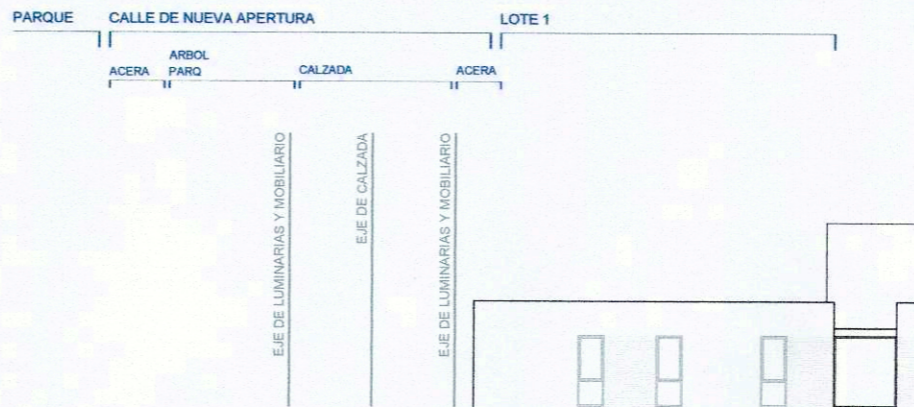 PARQUE
CALLE DE NUEVA APERTURA
LOTE 1
ACERA
ARBOL
PARQ
CALZADA
ACERA
EJE DE LUMINARIAS Y MOBILIARIO
EJE DE CALZADA
EJE DE LUMINARIAS Y MOBILIARIO